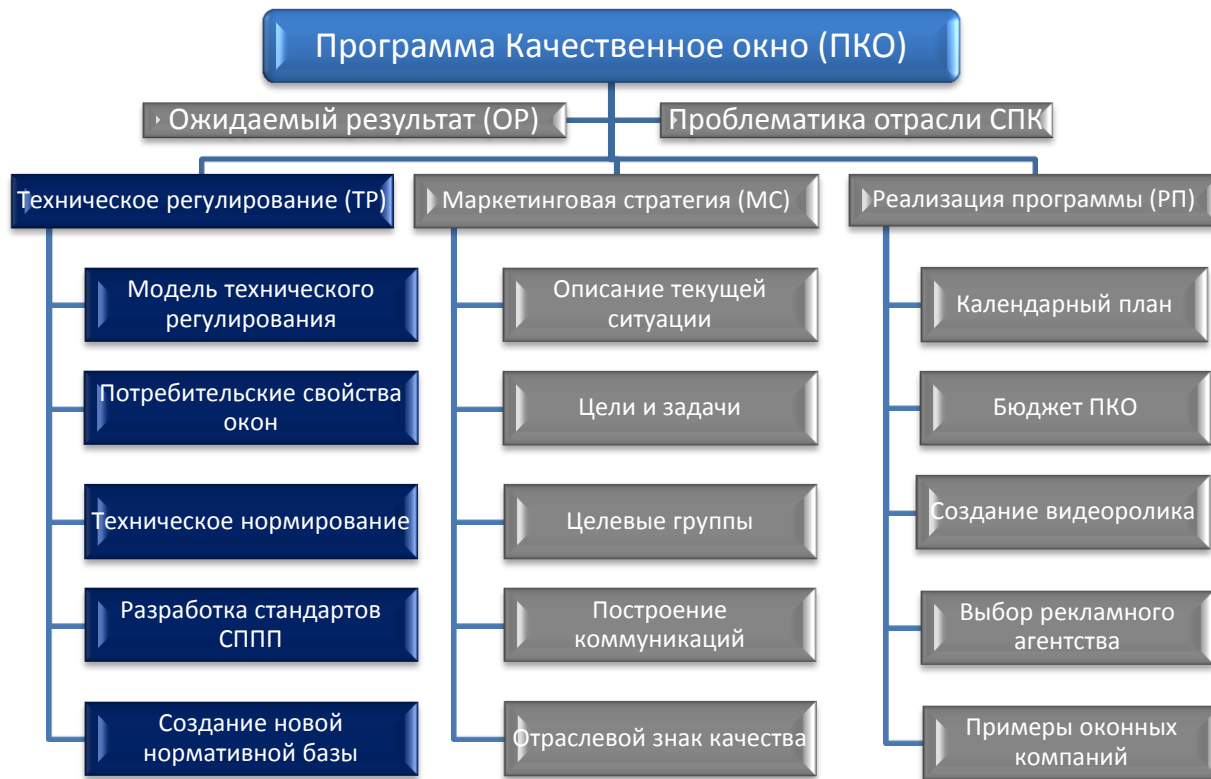 Программа Качественное окно (ПКО)
Ожидаемый результат (ОР)
Проблематика отрасли СПК
Техническое регулирование (ТР)
Модель технического
регулирования
Потребительские свойства
окон
Техническое нормирование
Разработка стандартов
СППП
Создание новой
нормативной базы
Маркетинговая стратегия (МС)
Описание текущей
ситуации
Цели и задачи
Целевые группы
Построение
коммуникаций
Отраслевой знак качества
Реализация программы (РП)
Календарный план
Бюджет ПКО
Создание видеоролика
Выбор рекламного
агентства
Примеры оконных
компаний